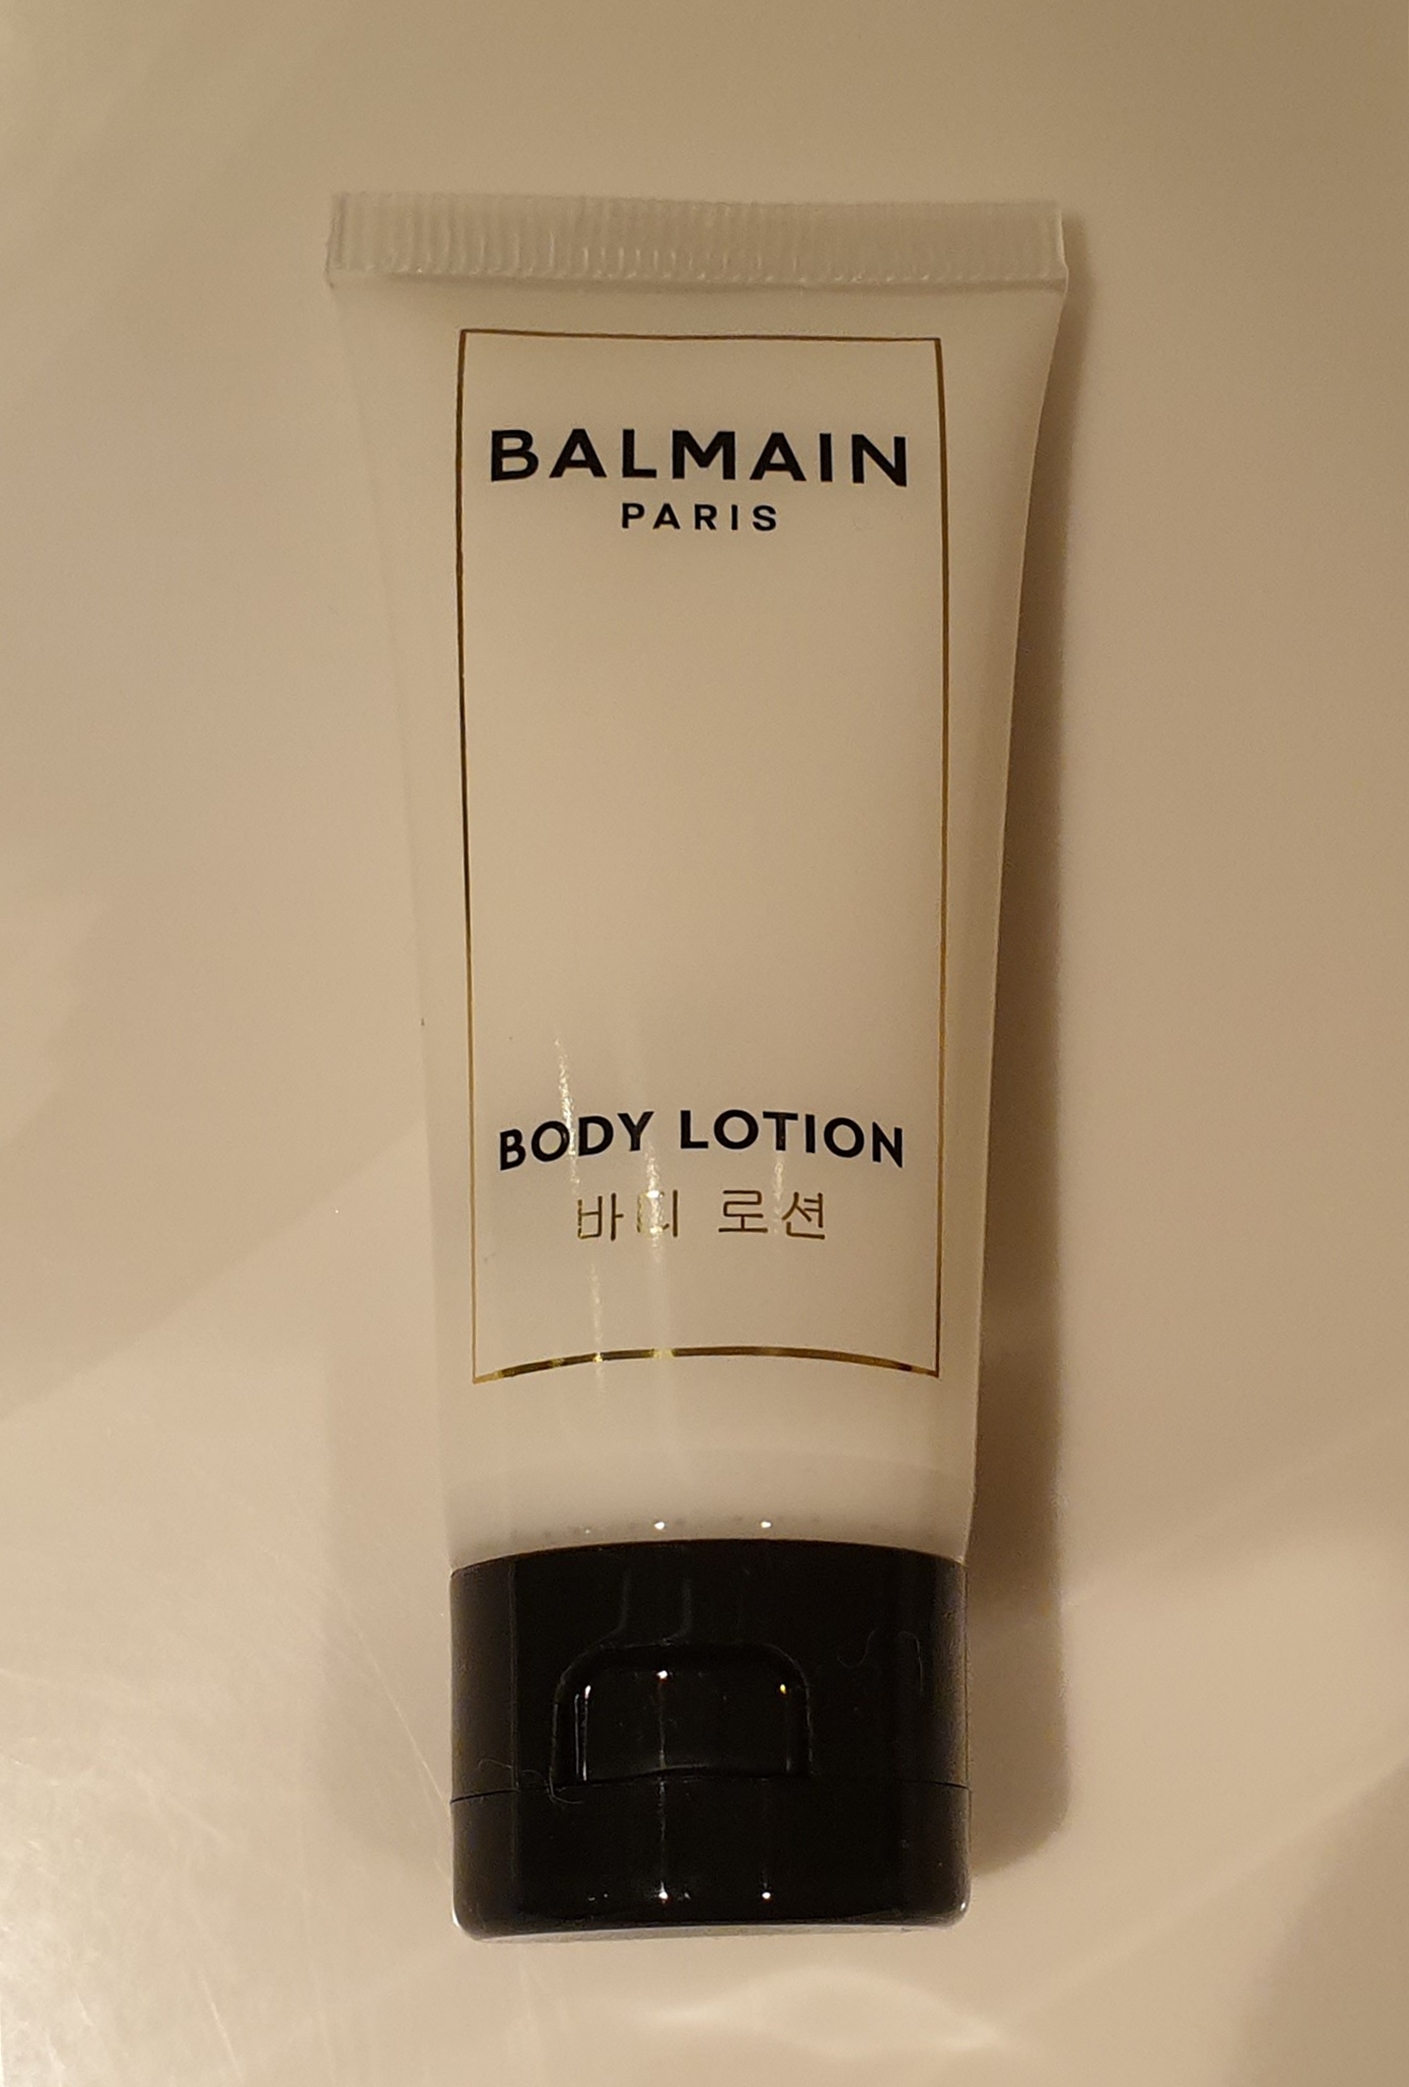 BALMAIN
PARIS
BODY LOTION
바디 로션